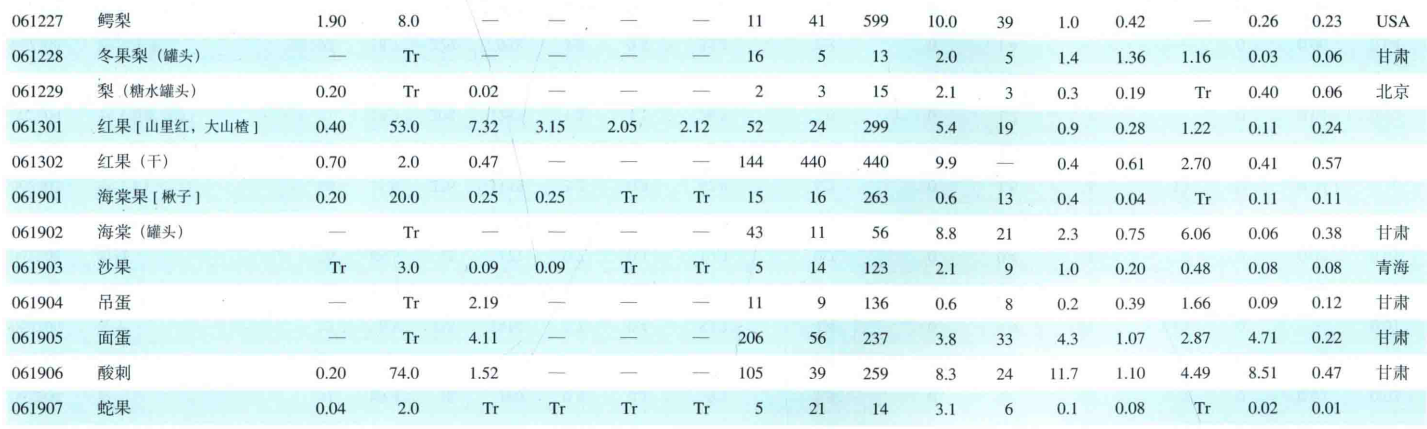 061227 鳄梨 1.90 8.0 — — — — 11 41 599 10.0 39 1.0 0.42 — 0.26 0.23 USA
061228 冬果梨（罐头） — Tr — — — — 16 5 13 2.0 5 1.4 1.36 1.16 0.03 0.06 甘肃
061229 梨（糖水罐头） 0.20 Tr 0.02 — — — 2 3 15 2.1 3 0.3 0.19 Tr 0.40 0.06 北京
061301 红果 [ 山里红，大山楂 ] 0.40 53.0 7.32 3.15 2.05 2.12 52 24 299 5.4 19 0.9 0.28 1.22 0.11 0.24
061302 红果（干） 0.70 2.0 0.47 — — — 144 440 440 9.9 — 0.4 0.61 2.70 0.41 0.57
061901 海棠果 [ 楸子 ] 0.20 20.0 0.25 0.25 Tr Tr 15 16 263 0.6 13 0.4 0.04 Tr 0.11 0.11
061902 海棠（罐头） — Tr — — — — 43 11 56 8.8 21 2.3 0.75 6.06 0.06 0.38 甘肃
061903 沙果 Tr 3.0 0.09 0.09 Tr Tr 5 14 123 2.1 9 1.0 0.20 0.48 0.08 0.08 青海
061904 吊蛋 — Tr 2.19 — — — 11 9 136 0.6 8 0.2 0.39 1.66 0.09 0.12 甘肃
061905 面蛋 — Tr 4.11 — — — 206 56 237 3.8 33 4.3 1.07 2.87 4.71 0.22 甘肃
061906 酸刺 0.20 74.0 1.52 — — — 105 39 259 8.3 24 11.7 1.10 4.49 8.51 0.47 甘肃
061907 蛇果 0.04 2.0 Tr Tr Tr Tr 5 21 14 3.1 6 0.1 0.08 Tr 0.02 0.01